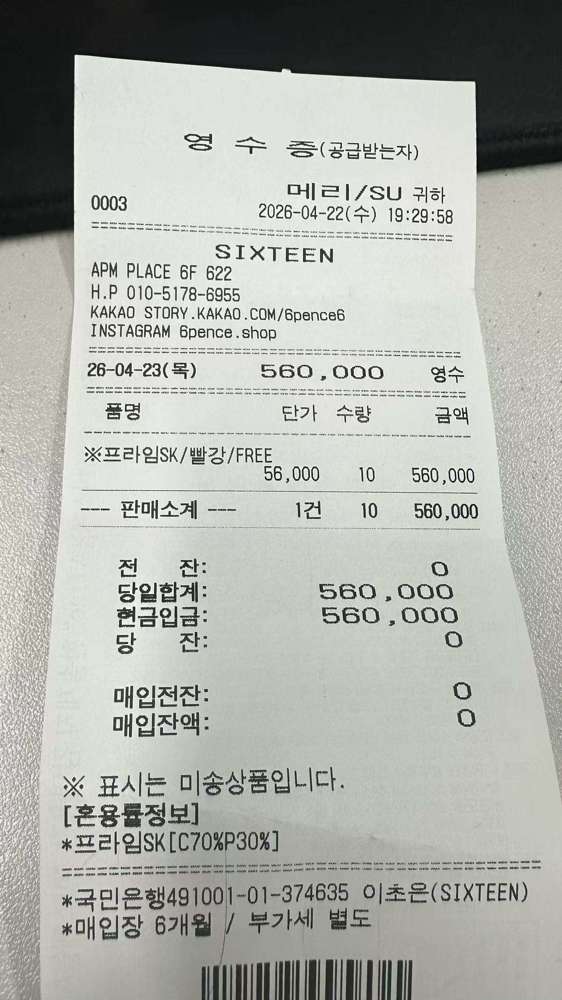 영 수 증(공급받는자)
메리/SU 귀하
0003 2026-04-22(수) 19:29:58
SIXTEEN
APM PLACE 6F 622
H.P 010-5178-6955
KAKAO STORY.KAKAO.COM/6pence6
INSTAGRAM 6pence.shop
26-04-23(목) 560,000 영수
품명 단가 수량 금액
※프라임SK/빨강/FREE
56,000 10 560,000
--- 판매소계 --- 1건 10 560,000
전 잔: 0
당일합계: 560,000
현금입금: 560,000
당 잔: 0
매입전잔: 0
매입잔액: 0
※ 표시는 미송상품입니다.
[혼용률정보]
*프라임SK[C70%P30%]
*국민은행491001-01-374635 이초은(SIXTEEN)
*매입장 6개월 / 부가세 별도